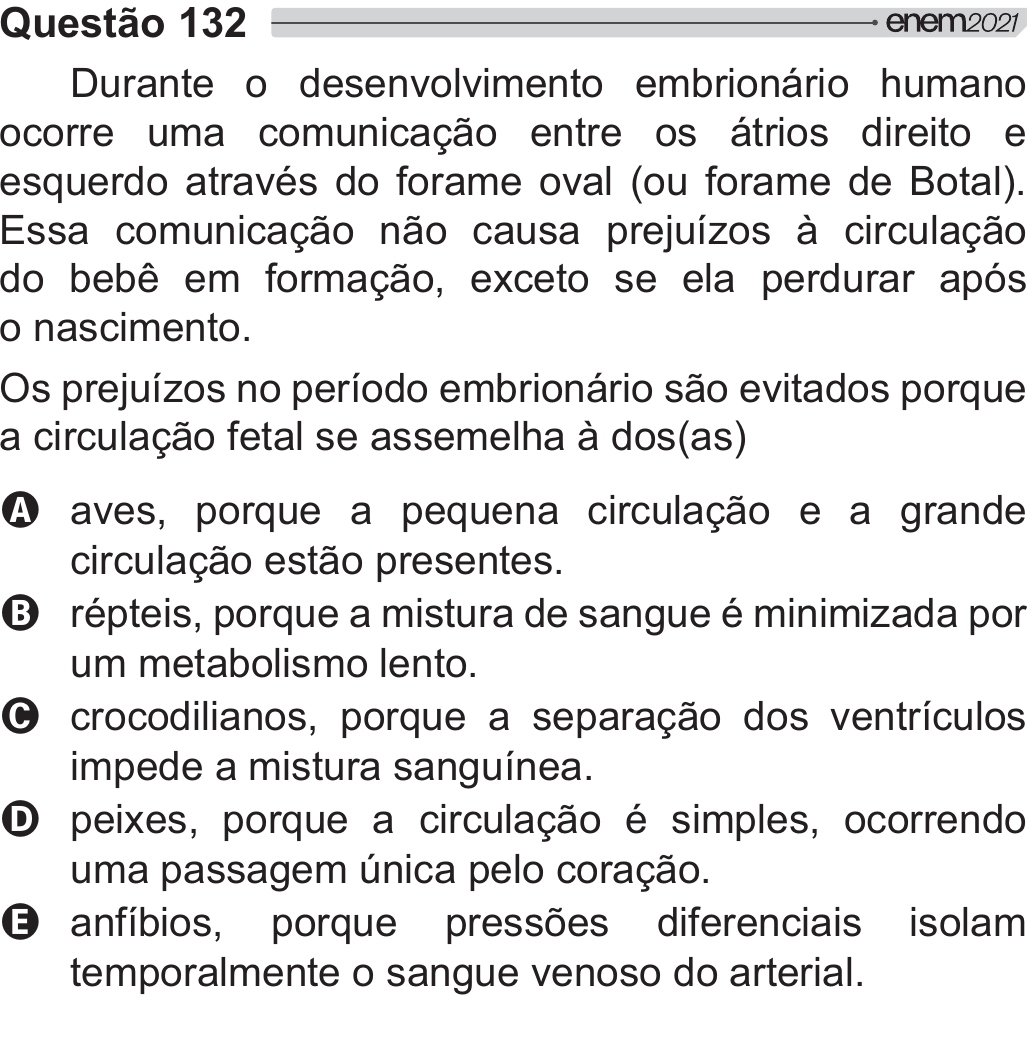 Questão 132 enem2021
Durante o desenvolvimento embrionário humano
ocorre uma comunicação entre os átrios direito e
esquerdo através do forame oval (ou forame de Botal).
Essa comunicação não causa prejuízos à circulação
do bebê em formação, exceto se ela perdurar após
o nascimento.
Os prejuízos no período embrionário são evitados porque
a circulação fetal se assemelha à dos(as)
A aves, porque a pequena circulação e a grande
circulação estão presentes.
B répteis, porque a mistura de sangue é minimizada por
um metabolismo lento.
C crocodilianos, porque a separação dos ventrículos
impede a mistura sanguínea.
D peixes, porque a circulação é simples, ocorrendo
uma passagem única pelo coração.
E anfíbios, porque pressões diferenciais isolam
temporalmente o sangue venoso do arterial.